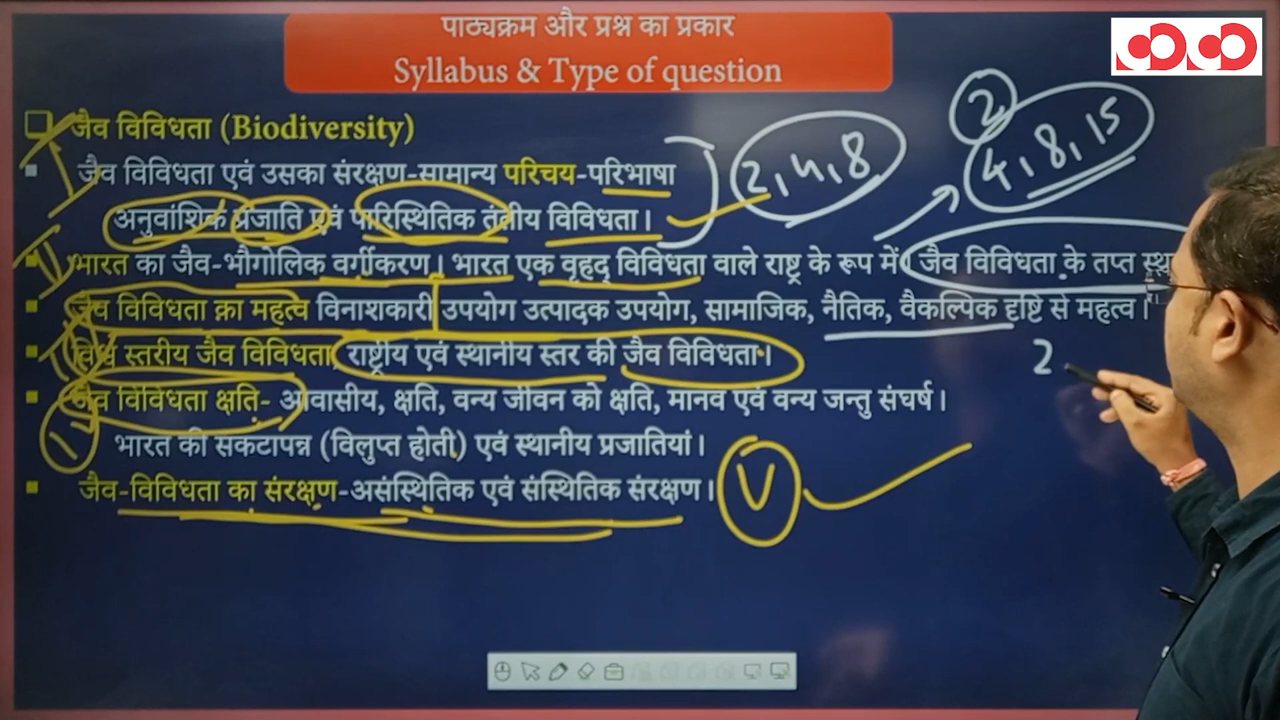 पाठ्यक्रम और प्रश्न का प्रकार
Syllabus & Type of question
जैव विविधता (Biodiversity)
जैव विविधता एवं उसका संरक्षण-सामान्य परिचय-परिभाषा
अनुवांशिक प्रजाति एवं पारिस्थितिक तंत्रीय विविधता।
2, 4, 8
2
4, 8, 15
I
II
भारत का जैव-भौगोलिक वर्गीकरण। भारत एक वृहद् विविधता वाले राष्ट्र के रूप में जैव विविधता के तप्त
जैव विविधता का महत्व विनाशकारी उपयोग उत्पादक उपयोग, सामाजिक, नैतिक, वैकल्पिक दृष्टि से महत्व।
विश्व स्तरीय जैव विविधता, राष्ट्रीय एवं स्थानीय स्तर की जैव विविधता।
2
जैव विविधता क्षति- आवासीय, क्षति, वन्य जीवन को क्षति, मानव एवं वन्य जन्तु संघर्ष।
भारत की सकटापन्न (विलुप्त होती) एवं स्थानीय प्रजातियां।
जैव-विविधता का संरक्षण-असंस्थितिक एवं संस्थितिक संरक्षण।
V